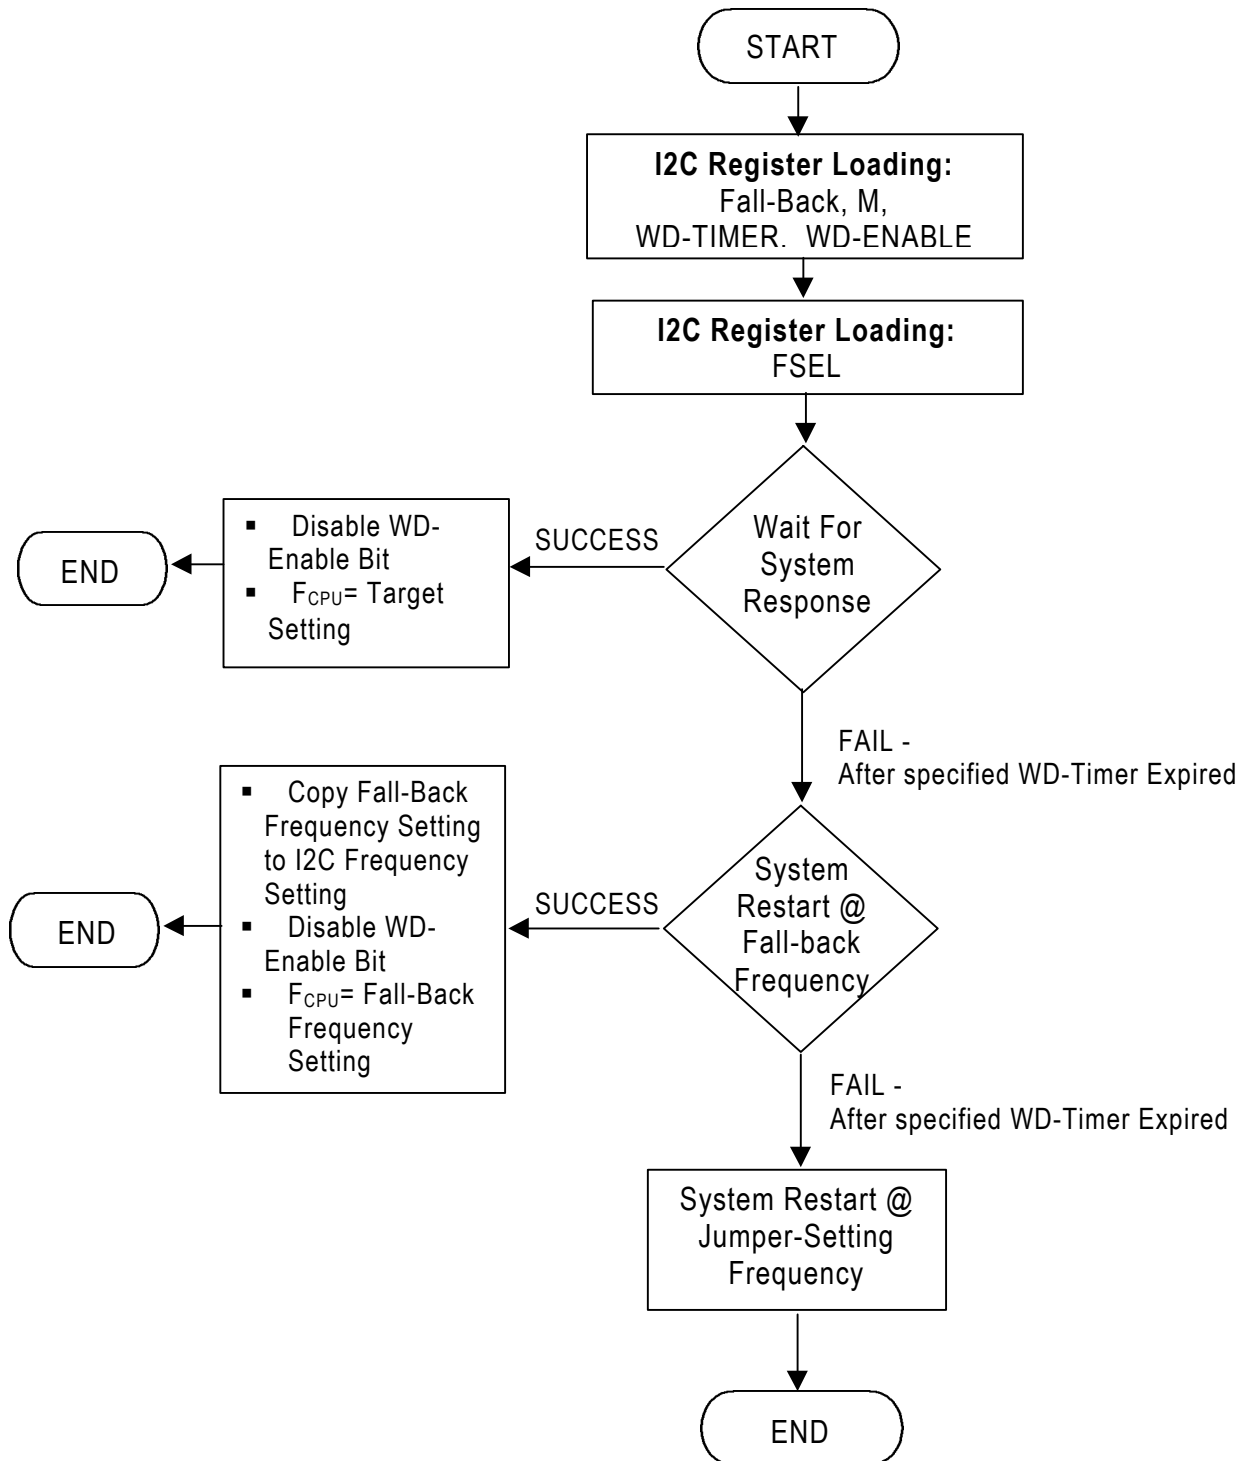 START
I2C Register Loading:
Fall-Back, M,
WD-TIMER. WD-ENABLE
I2C Register Loading:
FSEL
Wait For
System
Response
SUCCESS
▪ Disable WD-
Enable Bit
▪ FCPU= Target
Setting
END
FAIL -
After specified WD-Timer Expired
System
Restart @
Fall-back
Frequency
SUCCESS
▪ Copy Fall-Back
Frequency Setting
to I2C Frequency
Setting
▪ Disable WD-
Enable Bit
▪ FCPU= Fall-Back
Frequency
Setting
END
FAIL -
After specified WD-Timer Expired
System Restart @
Jumper-Setting
Frequency
END